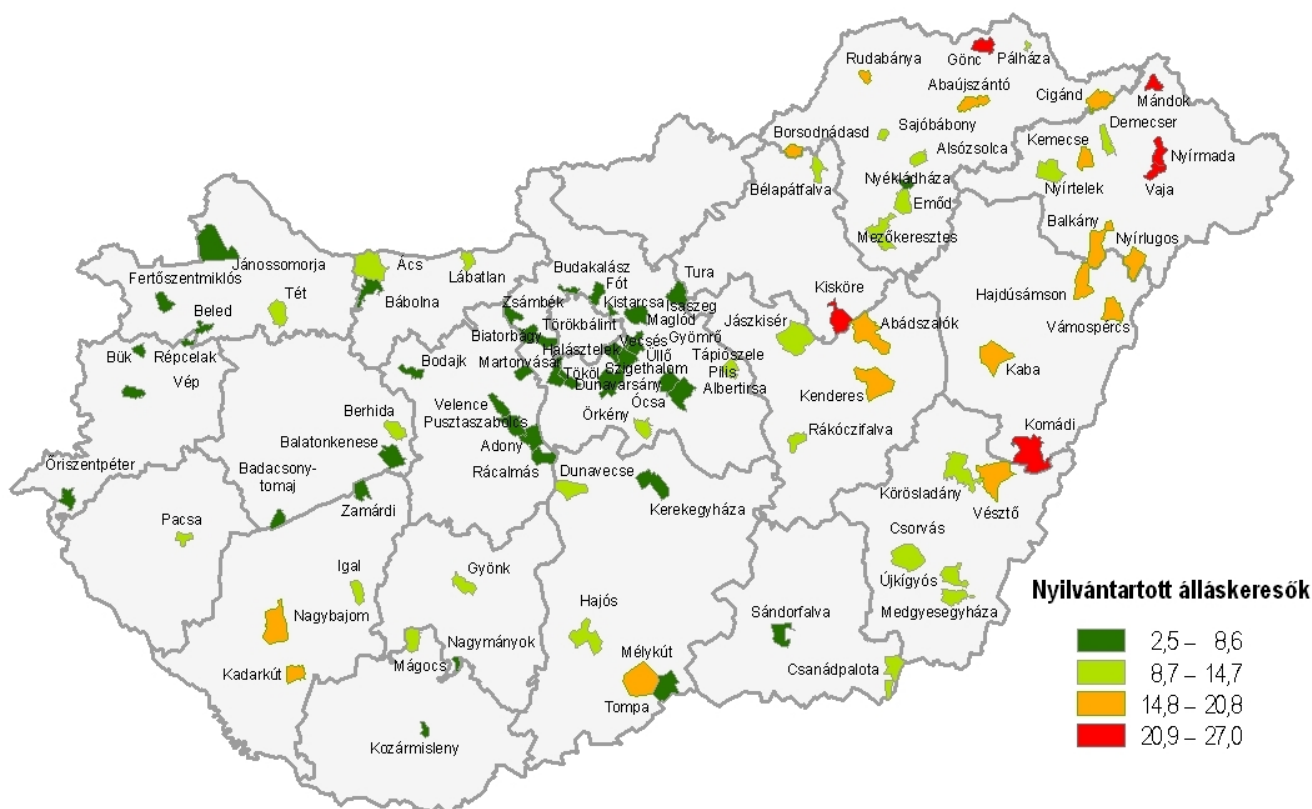 Rudabánya
Gönc
Pálháza
Abaújszántó
Cigánd
Mándok
Borsodnádasd
Sajóbábony
Kemecse
Demecser
Alsózsolca
Nyírmada
Bélapátfalva
Nyékládháza
Nyírtelek
Vaja
Emőd
Mezőkeresztes
Balkány
Nyírlugos
Fertőszentmiklós
Jánossomorja
Ács
Lábatlan
Budakalász
Fót
Tura
Kisköre
Hajdúsámson
Tét
Bábolna
Zsámbék
Kistarcsa
Isaszeg
Beled
Törökbálint
Maglód
Jászkisér
Abádszalók
Vámospércs
Biatorbágy
Vecsés
Gyömrő
Bük
Répcelak
Bodajk
Martonvásár
Halásztelek
Üllő
Tápiószele
Kaba
Vép
Tököl
Szigethalom
Pilis
Dunavarsány
Albertirsa
Kenderes
Velence
Ócsa
Berhida
Pusztaszabolcs
Örkény
Rákóczifalva
Komádi
Balatonkenese
Adony
Őriszentpéter
Badacsony-
tomaj
Rácalmás
Dunavecse
Körösladány
Zamárdi
Kerekegyháza
Vésztő
Pacsa
Csorvás
Igal
Gyönk
Újkígyós
Nagybajom
Hajós
Sándorfalva
Medgyesegyháza
Nagymányok
Mágocs
Mélykút
Csanádpalota
Kadarkút
Tompa
Kozármisleny
Nyilvántartott álláskeresők
2,5 – 8,6
8,7 – 14,7
14,8 – 20,8
20,9 – 27,0